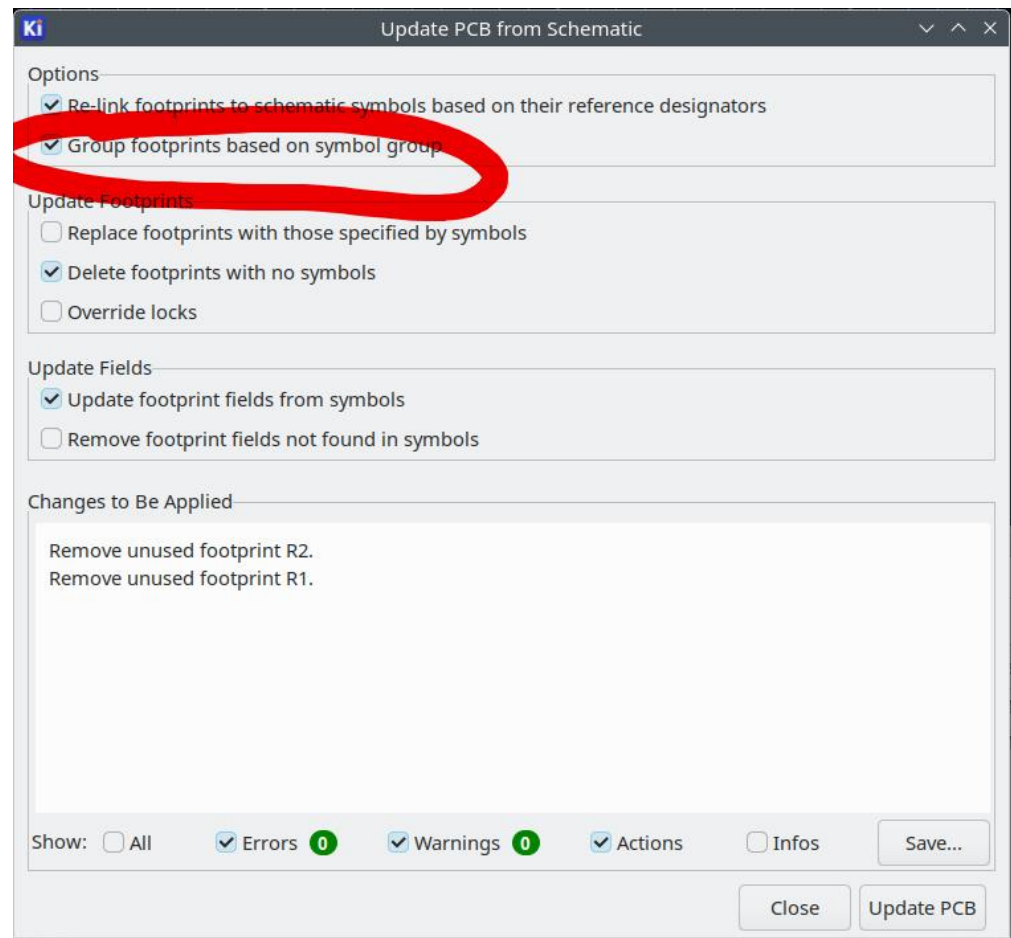 Ki Update PCB from Schematic
Options
Re-link footprints to schematic symbols based on their reference designators
Group footprints based on symbol group
Update Footprints
Replace footprints with those specified by symbols
Delete footprints with no symbols
Override locks
Update Fields
Update footprint fields from symbols
Remove footprint fields not found in symbols
Changes to Be Applied
Remove unused footprint R2.
Remove unused footprint R1.
Show: All Errors 0 Warnings 0 Actions Infos Save...
Close Update PCB